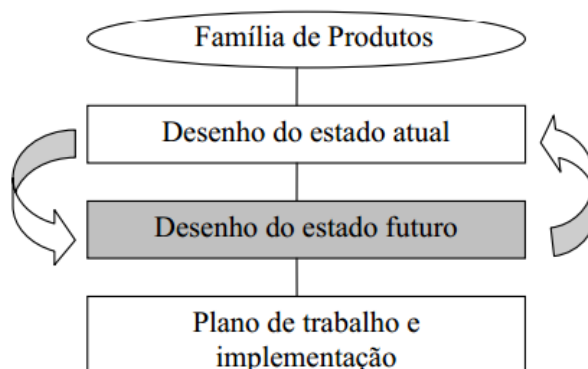 Família de Produtos
Desenho do estado atual
Desenho do estado futuro
Plano de trabalho e
implementação